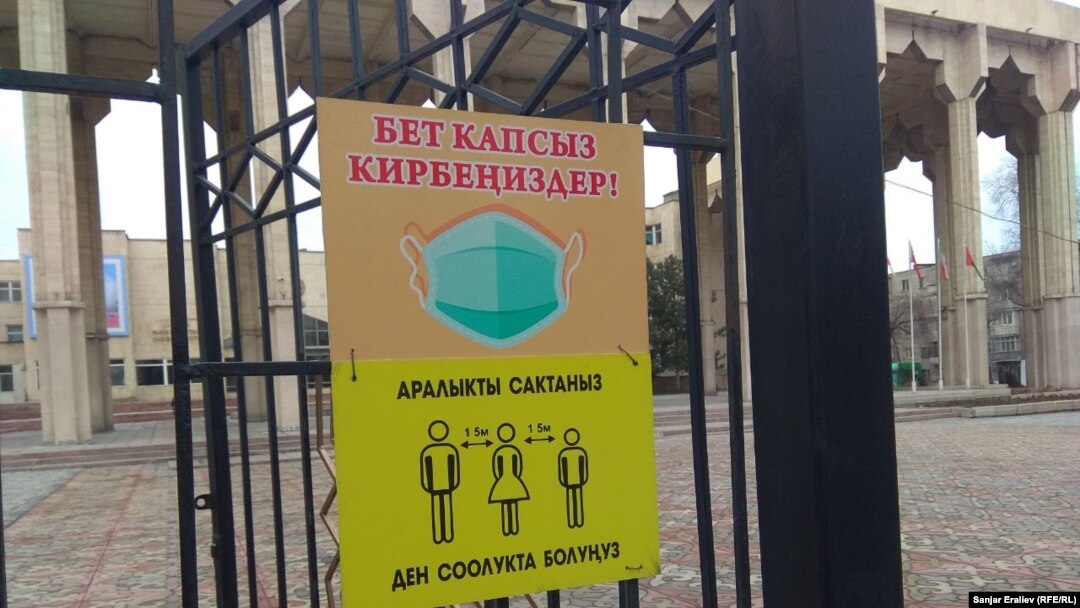 БЕТ КАПСЫЗ
КИРБЕҢИЗДЕР!
АРАЛЫКТЫ САКТАНЫЗ
1 5м 1 5м
ДЕН СООЛУКТА БОЛУҢУЗ
Sanjar Eraliev (RFE/RL)